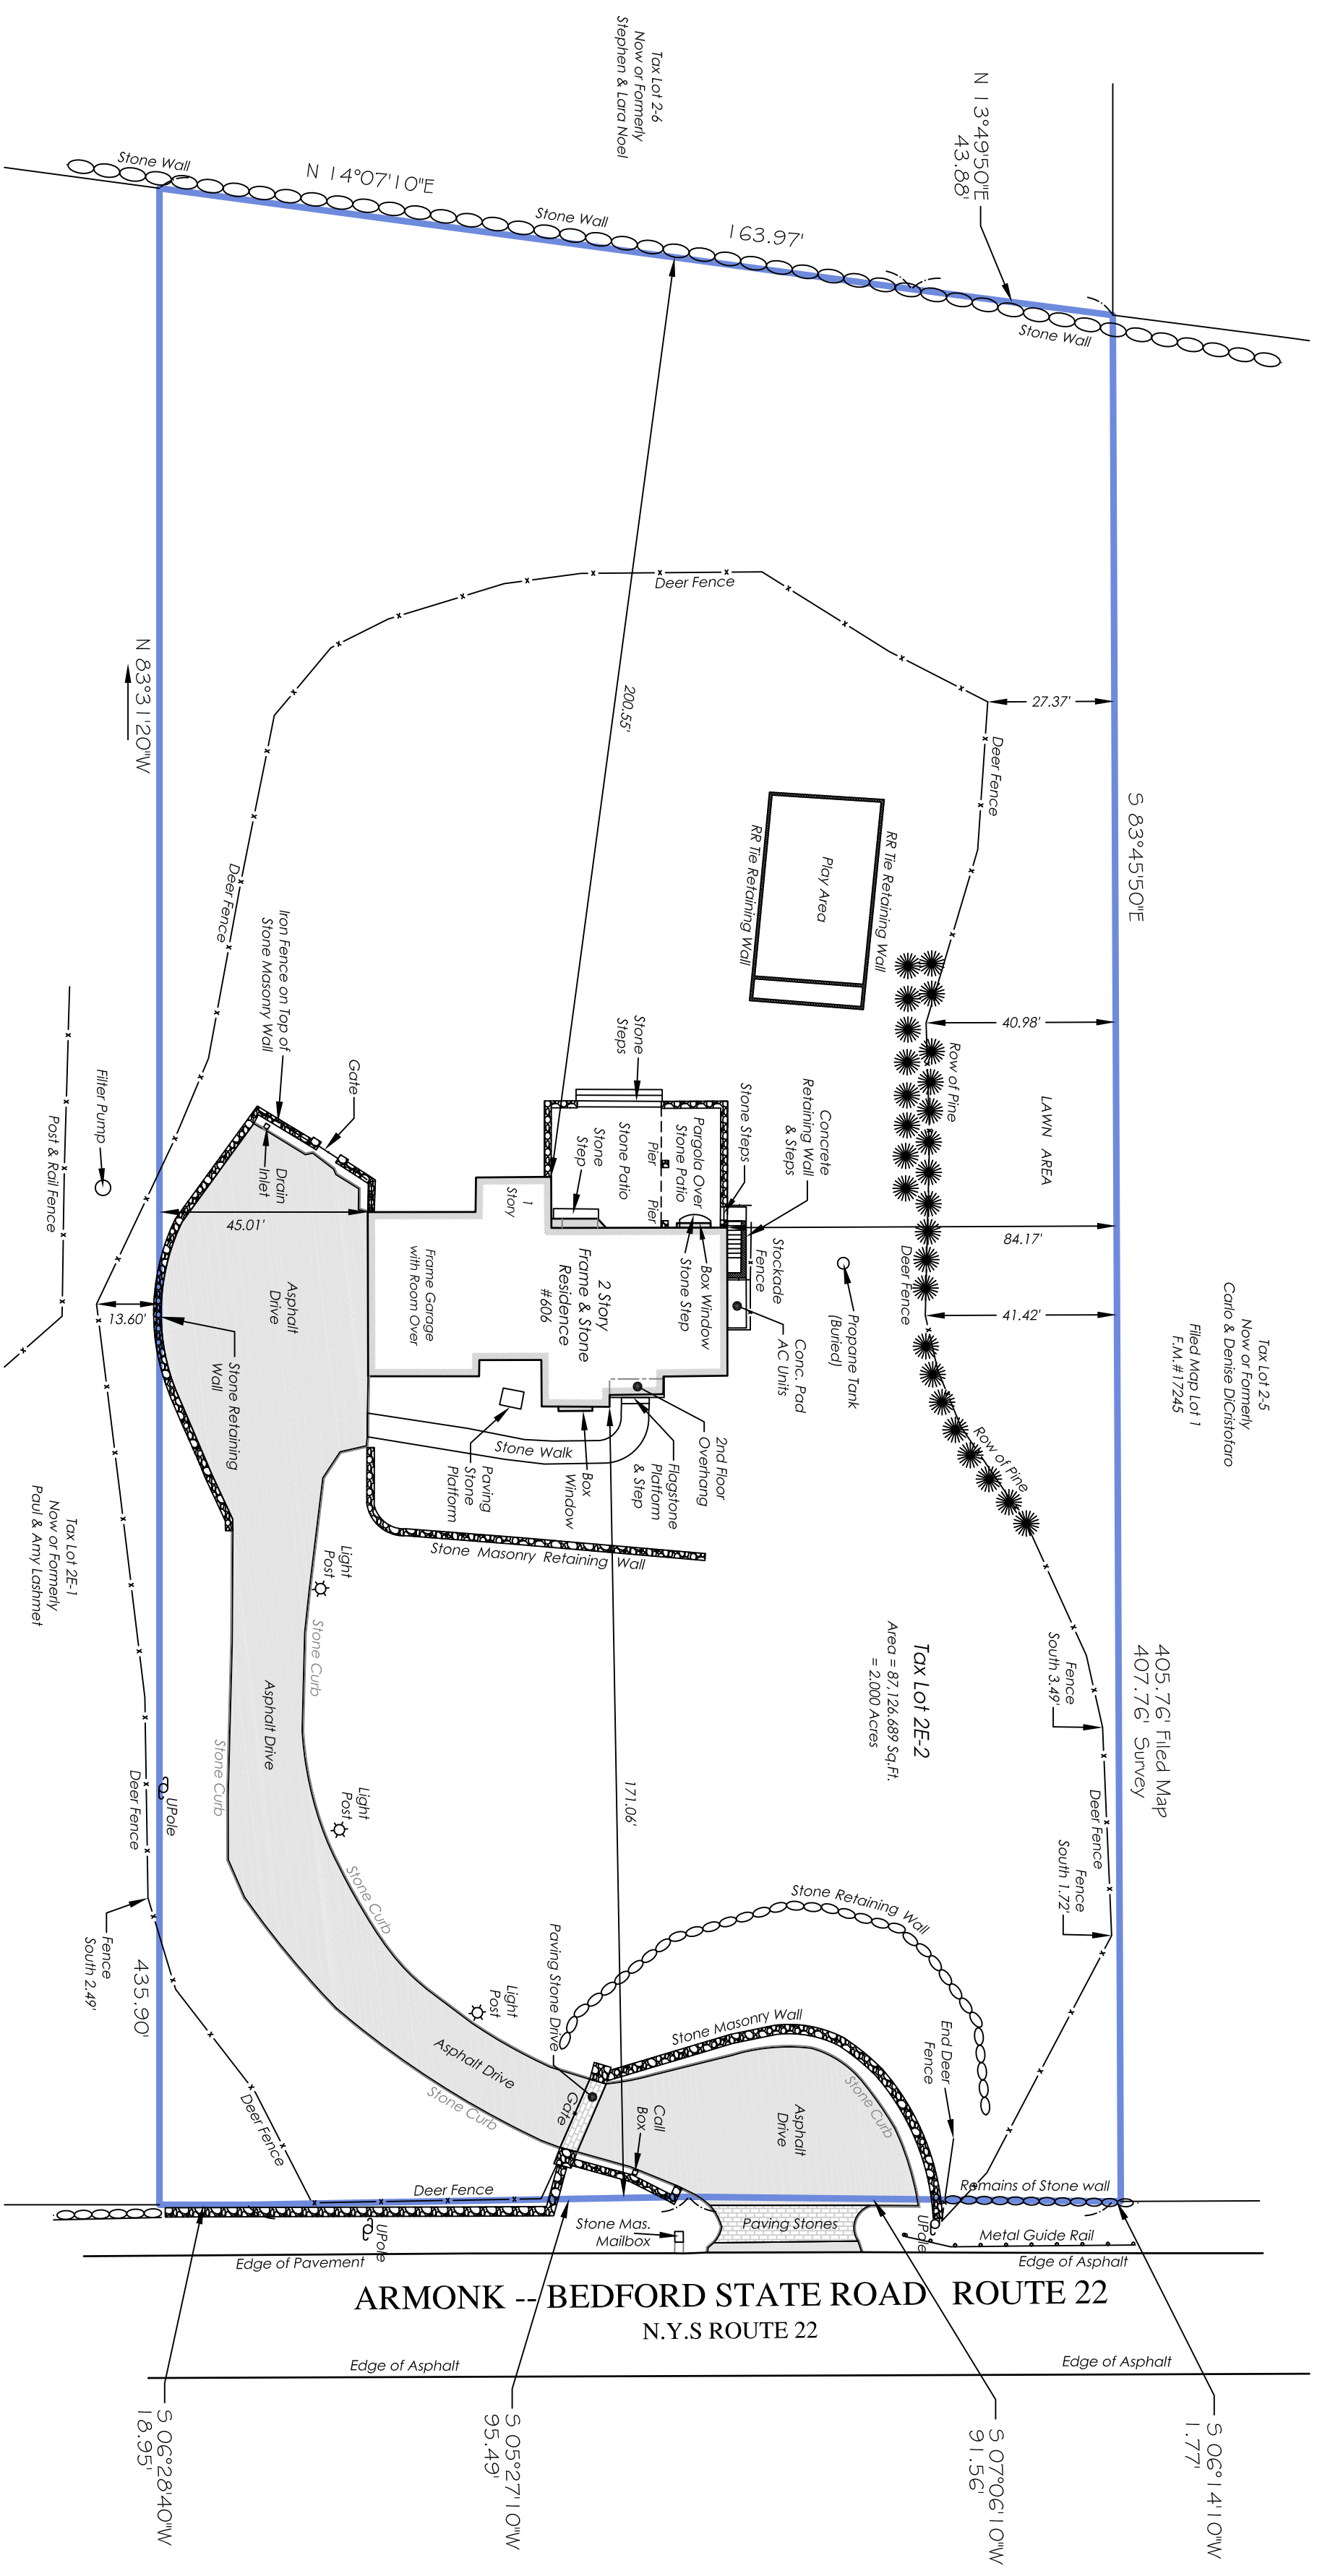 Tax Lot 2-6
Now or Formerly
Stephen & Lara Noel
N 13°49'50"E
43.88'
Stone Wall
N 14°07'10"E
Stone Wall
163.97'
Stone Wall
Deer Fence
27.37'
Deer Fence
200.55'
N 83°31'20"W
S 83°45'50"E
RR Tie Retaining Wall
Play Area
RR Tie Retaining Wall
Deer Fence
Iron Fence on Top of
Stone Masonry Wall
Gate
Filter Pump
Post & Rail Fence
Drain
Inlet
45.01'
13.60'
Asphalt
Drive
Stone Retaining
Wall
Stone
Steps
Stone Steps
Concrete
Retaining Wall
& Steps
Pargola Over
Stone Patio
Pier
Pier
Stone Patio
Stone
Step
1
Story
Frame Garage
with Room Over
2 Story
Frame & Stone
Residence
#606
Box Window
Stone Step
Stockade
Fence
Propane Tank
(Buried)
Conc. Pad
AC Units
40.98'
Row of Pine
LAWN AREA
84.17'
Deer Fence
41.42'
Row of Pine
Tax Lot 2-5
Now or Formerly
Carlo & Denise DiCristofaro
Filed Map Lot 1
F.M.#17245
2nd Floor
Overhang
Flagstone
Platform
& Step
Box
Window
Stone Walk
Paving
Stone
Platform
Stone Masonry Retaining Wall
Tax Lot 2E-1
Now or Formerly
Paul & Amy Lashmet
Light
Post
Stone Curb
Asphalt Drive
Stone Curb
Tax Lot 2E-2
Area = 87,126.689 Sq.Ft.
= 2.000 Acres
Fence
South 3.49'
405.76' Filed Map
407.76' Survey
Deer Fence
UPole
Deer Fence
Light
Post
171.06'
Stone Curb
Fence
South 1.72'
Stone Retaining Wall
Fence
South 2.49'
435.90'
Light
Post
Paving Stone Drive
Asphalt Drive
Stone Curb
Deer Fence
Stone Masonry Wall
End Deer
Fence
Gate
Call
Box
Asphalt
Drive
Stone Curb
Remains of Stone wall
Deer Fence
UPole
Stone Mas.
Mailbox
Paving Stones
UPole
Metal Guide Rail
Edge of Pavement
Edge of Asphalt
ARMONK -- BEDFORD STATE ROAD ROUTE 22
N.Y.S ROUTE 22
Edge of Asphalt
Edge of Asphalt
S 06°28'40"W
18.95'
S 05°27'10"W
95.49'
S 07°06'10"W
91.56'
S 06°14'10"W
1.77'